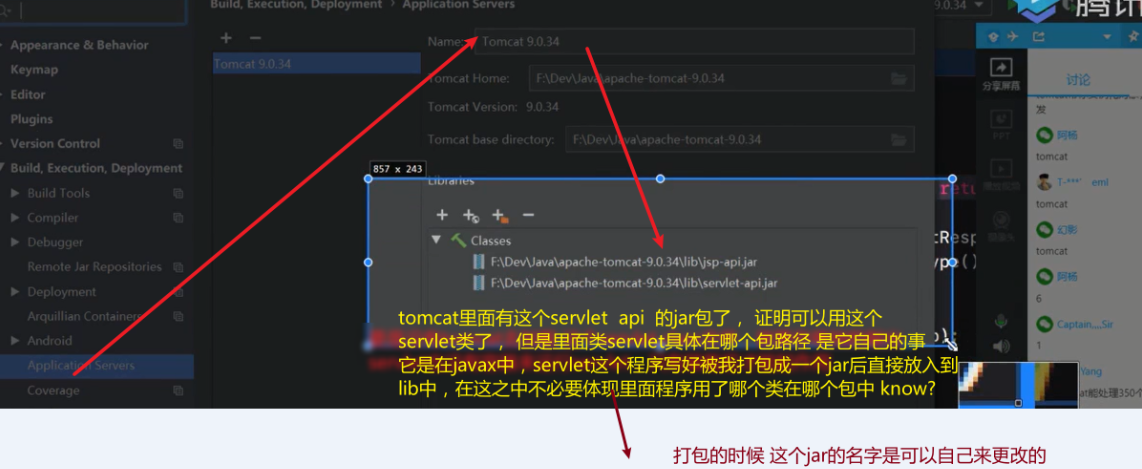 Build, Execution, Deployment › Application Servers
9.0.34
腾讯
Appearance & Behavior
Keymap
Editor
Plugins
Version Control
Build, Execution, Deployment
Build Tools
Compiler
Debugger
Remote Jar Repositories
Deployment
Arquillian Containers
Android
Application Servers
Coverage
Tomcat 9.0.34
Name: Tomcat 9.0.34
Tomcat Home: F:\Dev\Java\apache-tomcat-9.0.34
Tomcat Version: 9.0.34
Tomcat base directory: F:\Dev\Java\apache-tomcat-9.0.34
857 x 243
Libraries
Classes
F:\Dev\Java\apache-tomcat-9.0.34\lib\jsp-api.jar
F:\Dev\Java\apache-tomcat-9.0.34\lib\servlet-api.jar
tomcat里面有这个servlet api 的jar包了， 证明可以用这个
servlet类了， 但是里面类servlet具体在哪个包路径 是它自己的事
它是在javax中，servlet这个程序写好被我打包成一个jar后直接放入到
lib中，在这之中不必要体现里面程序用了哪个类在哪个包中 know?
打包的时候 这个jar的名字是可以自己来更改的
retu
tResp
ype()
);
分享屏幕
PPT
讨论
发
阿杨
tomcat
T-***' eml
tomcat
幻影
tomcat
阿杨
6
Captain,,,,Sir
1
Yang
at能处理350个